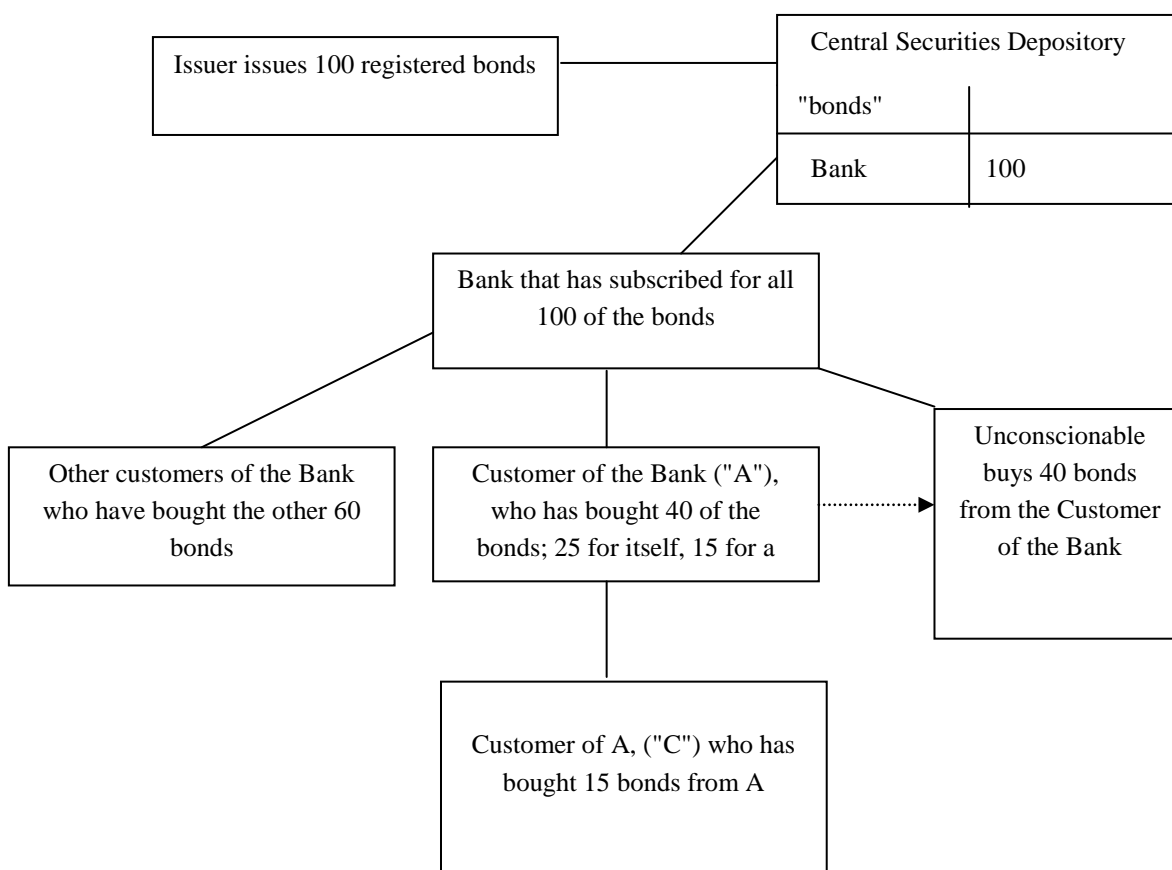 Issuer issues 100 registered bonds
Central Securities Depository
"bonds"
Bank 100
Bank that has subscribed for all
100 of the bonds
Other customers of the Bank
who have bought the other 60
bonds
Customer of the Bank ("A"),
who has bought 40 of the
bonds; 25 for itself, 15 for a
Unconscionable
buys 40 bonds
from the Customer
of the Bank
Customer of A, ("C") who has
bought 15 bonds from A